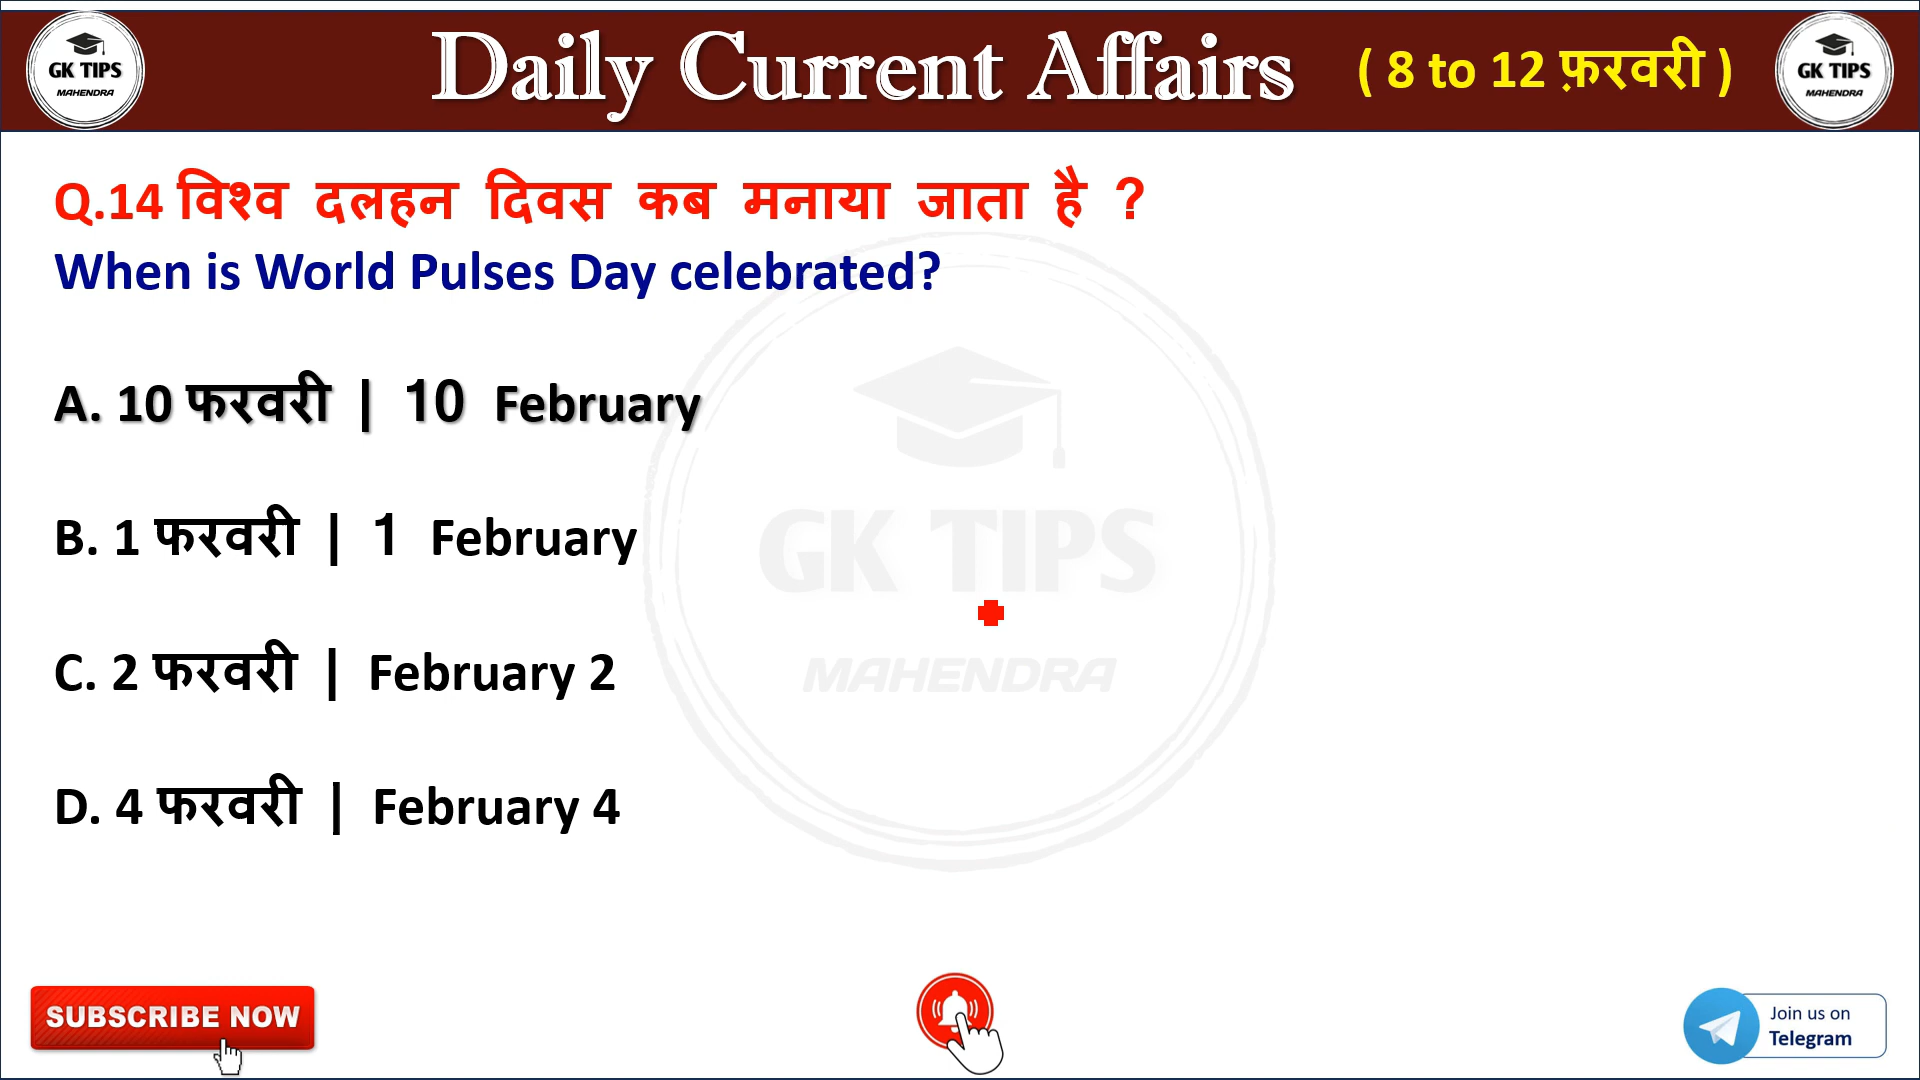 GK TIPS
MAHENDRA
Daily Current Affairs
( 8 to 12 फ़रवरी )
GK TIPS
MAHENDRA
Q.14 विश्व दलहन दिवस कब मनाया जाता है ?
When is World Pulses Day celebrated?
A. 10 फरवरी | 10 February
B. 1 फरवरी | 1 February
C. 2 फरवरी | February 2
D. 4 फरवरी | February 4
GK TIPS
MAHENDRA
SUBSCRIBE NOW
Join us on
Telegram